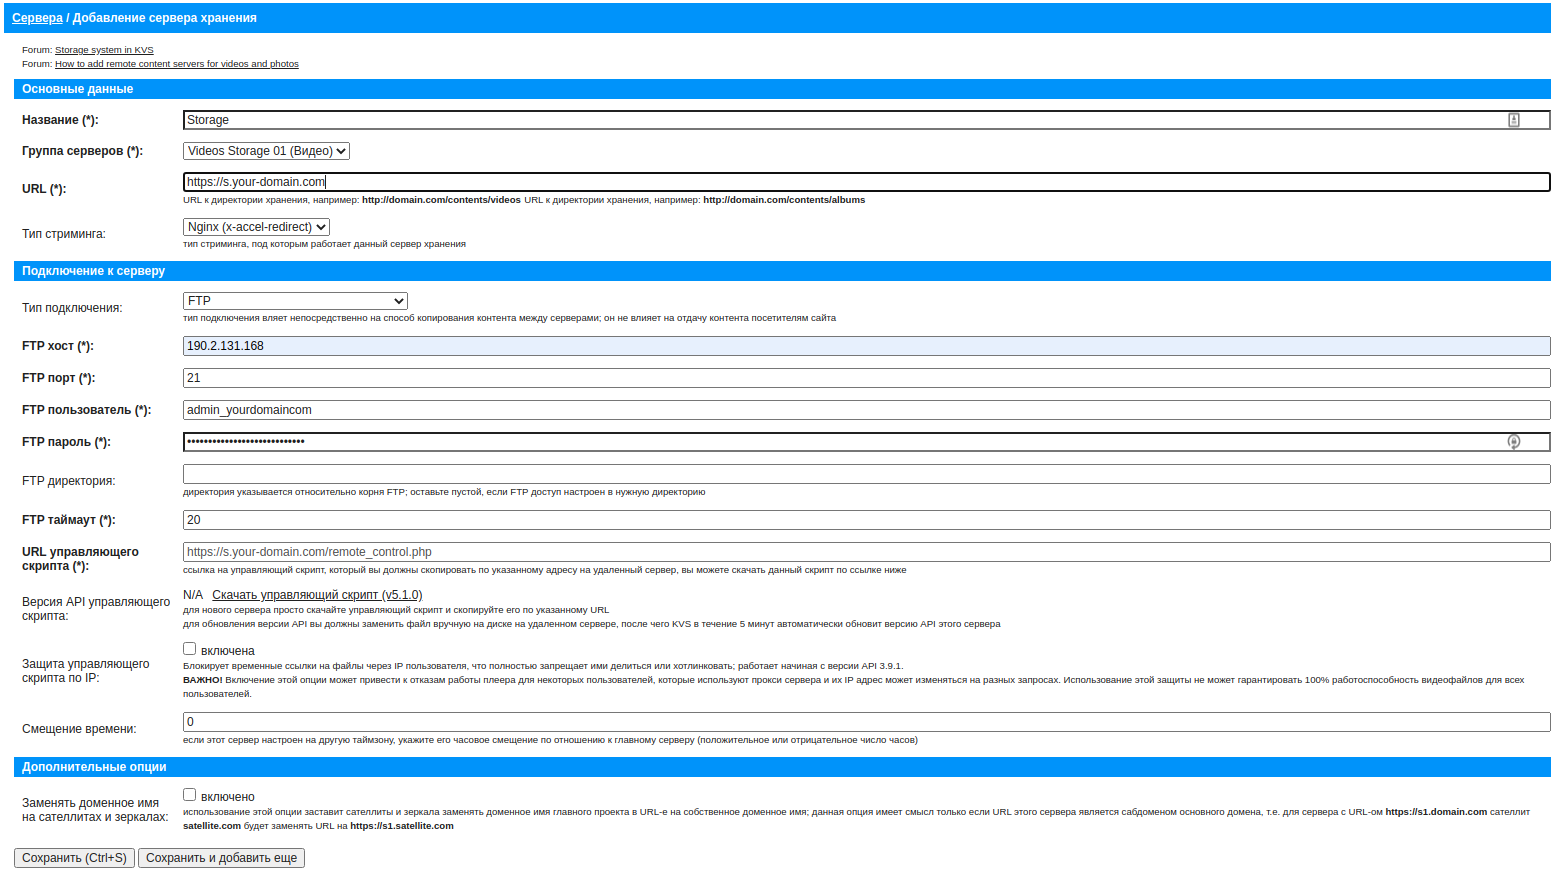 Сервера / Добавление сервера хранения
Forum: Storage system in KVS
Forum: How to add remote content servers for videos and photos
Основные данные
Название (*): Storage
Группа серверов (*): Videos Storage 01 (Видео)
URL (*): https://s.your-domain.com
URL к директории хранения, например: http://domain.com/contents/videos URL к директории хранения, например: http://domain.com/contents/albums
Тип стриминга: Nginx (x-accel-redirect)
тип стриминга, под которым работает данный сервер хранения
Подключение к серверу
Тип подключения: FTP
тип подключения вляет непосредственно на способ копирования контента между серверами; он не влияет на отдачу контента посетителям сайта
FTP хост (*): 190.2.131.168
FTP порт (*): 21
FTP пользователь (*): admin_yourdomaincom
FTP пароль (*): ••••••••••••••••••••••••••••
FTP директория:
директория указывается относительно корня FTP; оставьте пустой, если FTP доступ настроен в нужную директорию
FTP таймаут (*): 20
URL управляющего
скрипта (*):
https://s.your-domain.com/remote_control.php
ссылка на управляющий скрипт, который вы должны скопировать по указанному адресу на удаленный сервер, вы можете скачать данный скрипт по ссылке ниже
Версия API управляющего
скрипта:
N/A Скачать управляющий скрипт (v5.1.0)
для нового сервера просто скачайте управляющий скрипт и скопируйте его по указанному URL
для обновления версии API вы должны заменить файл вручную на диске на удаленном сервере, после чего KVS в течение 5 минут автоматически обновит версию API этого сервера
Защита управляющего
скрипта по IP:
включена
Блокирует временные ссылки на файлы через IP пользователя, что полностью запрещает ими делиться или хотлинковать; работает начиная с версии API 3.9.1.
ВАЖНО! Включение этой опции может привести к отказам работы плеера для некоторых пользователей, которые используют прокси сервера и их IP адрес может изменяться на разных запросах. Использование этой защиты не может гарантировать 100% работоспособность видеофайлов для всех
пользователей.
Смещение времени: 0
если этот сервер настроен на другую таймзону, укажите его часовое смещение по отношению к главному серверу (положительное или отрицательное число часов)
Дополнительные опции
Заменять доменное имя
на сателлитах и зеркалах:
включено
использование этой опции заставит сателлиты и зеркала заменять доменное имя главного проекта в URL-е на собственное доменное имя; данная опция имеет смысл только если URL этого сервера является сабдоменом основного домена, т.е. для сервера с URL-ом https://s1.domain.com сателлит
satellite.com будет заменять URL на https://s1.satellite.com
Сохранить (Ctrl+S) Сохранить и добавить еще